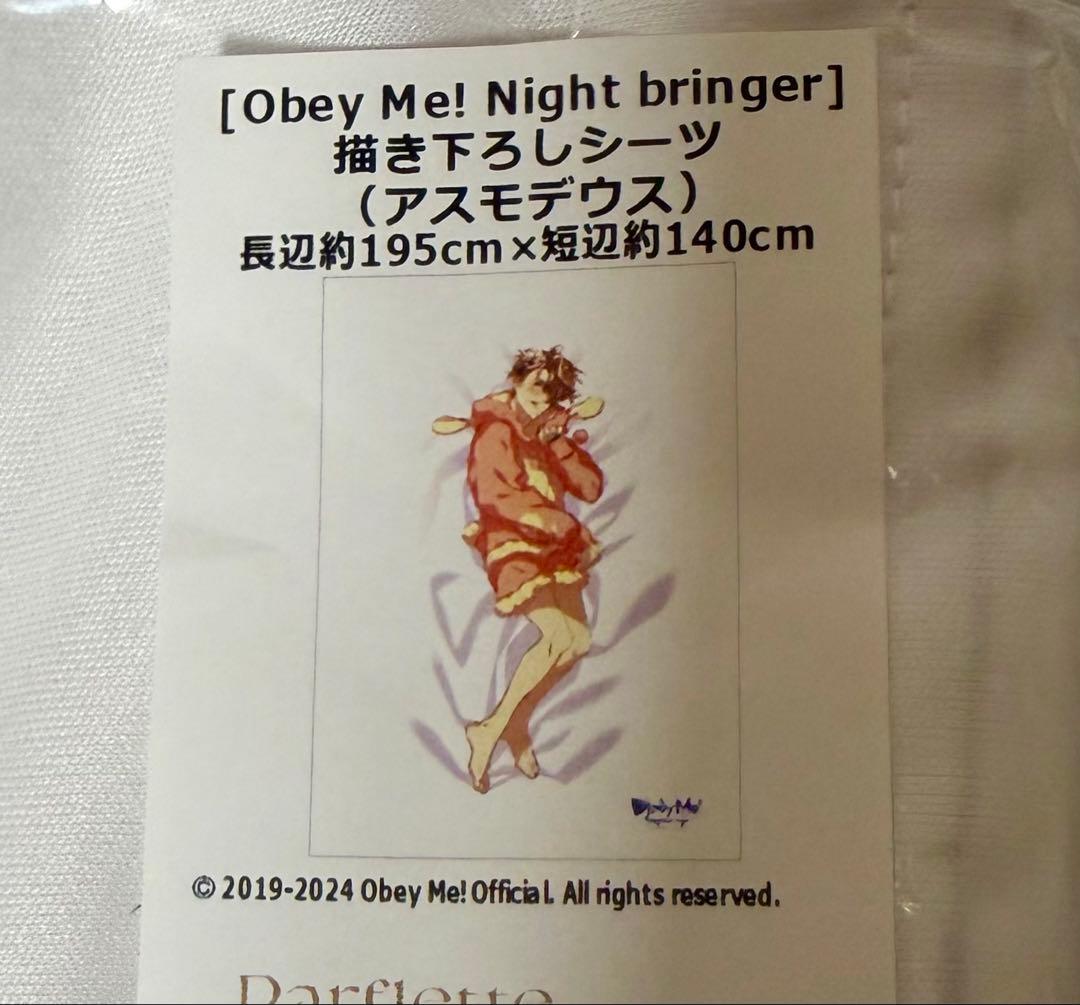 [Obey Me! Night bringer]
描き下ろしシーツ
（アスモデウス）
長辺約195cm×短辺約140cm
Obey Me!
© 2019-2024 Obey Me! Official. All rights reserved.